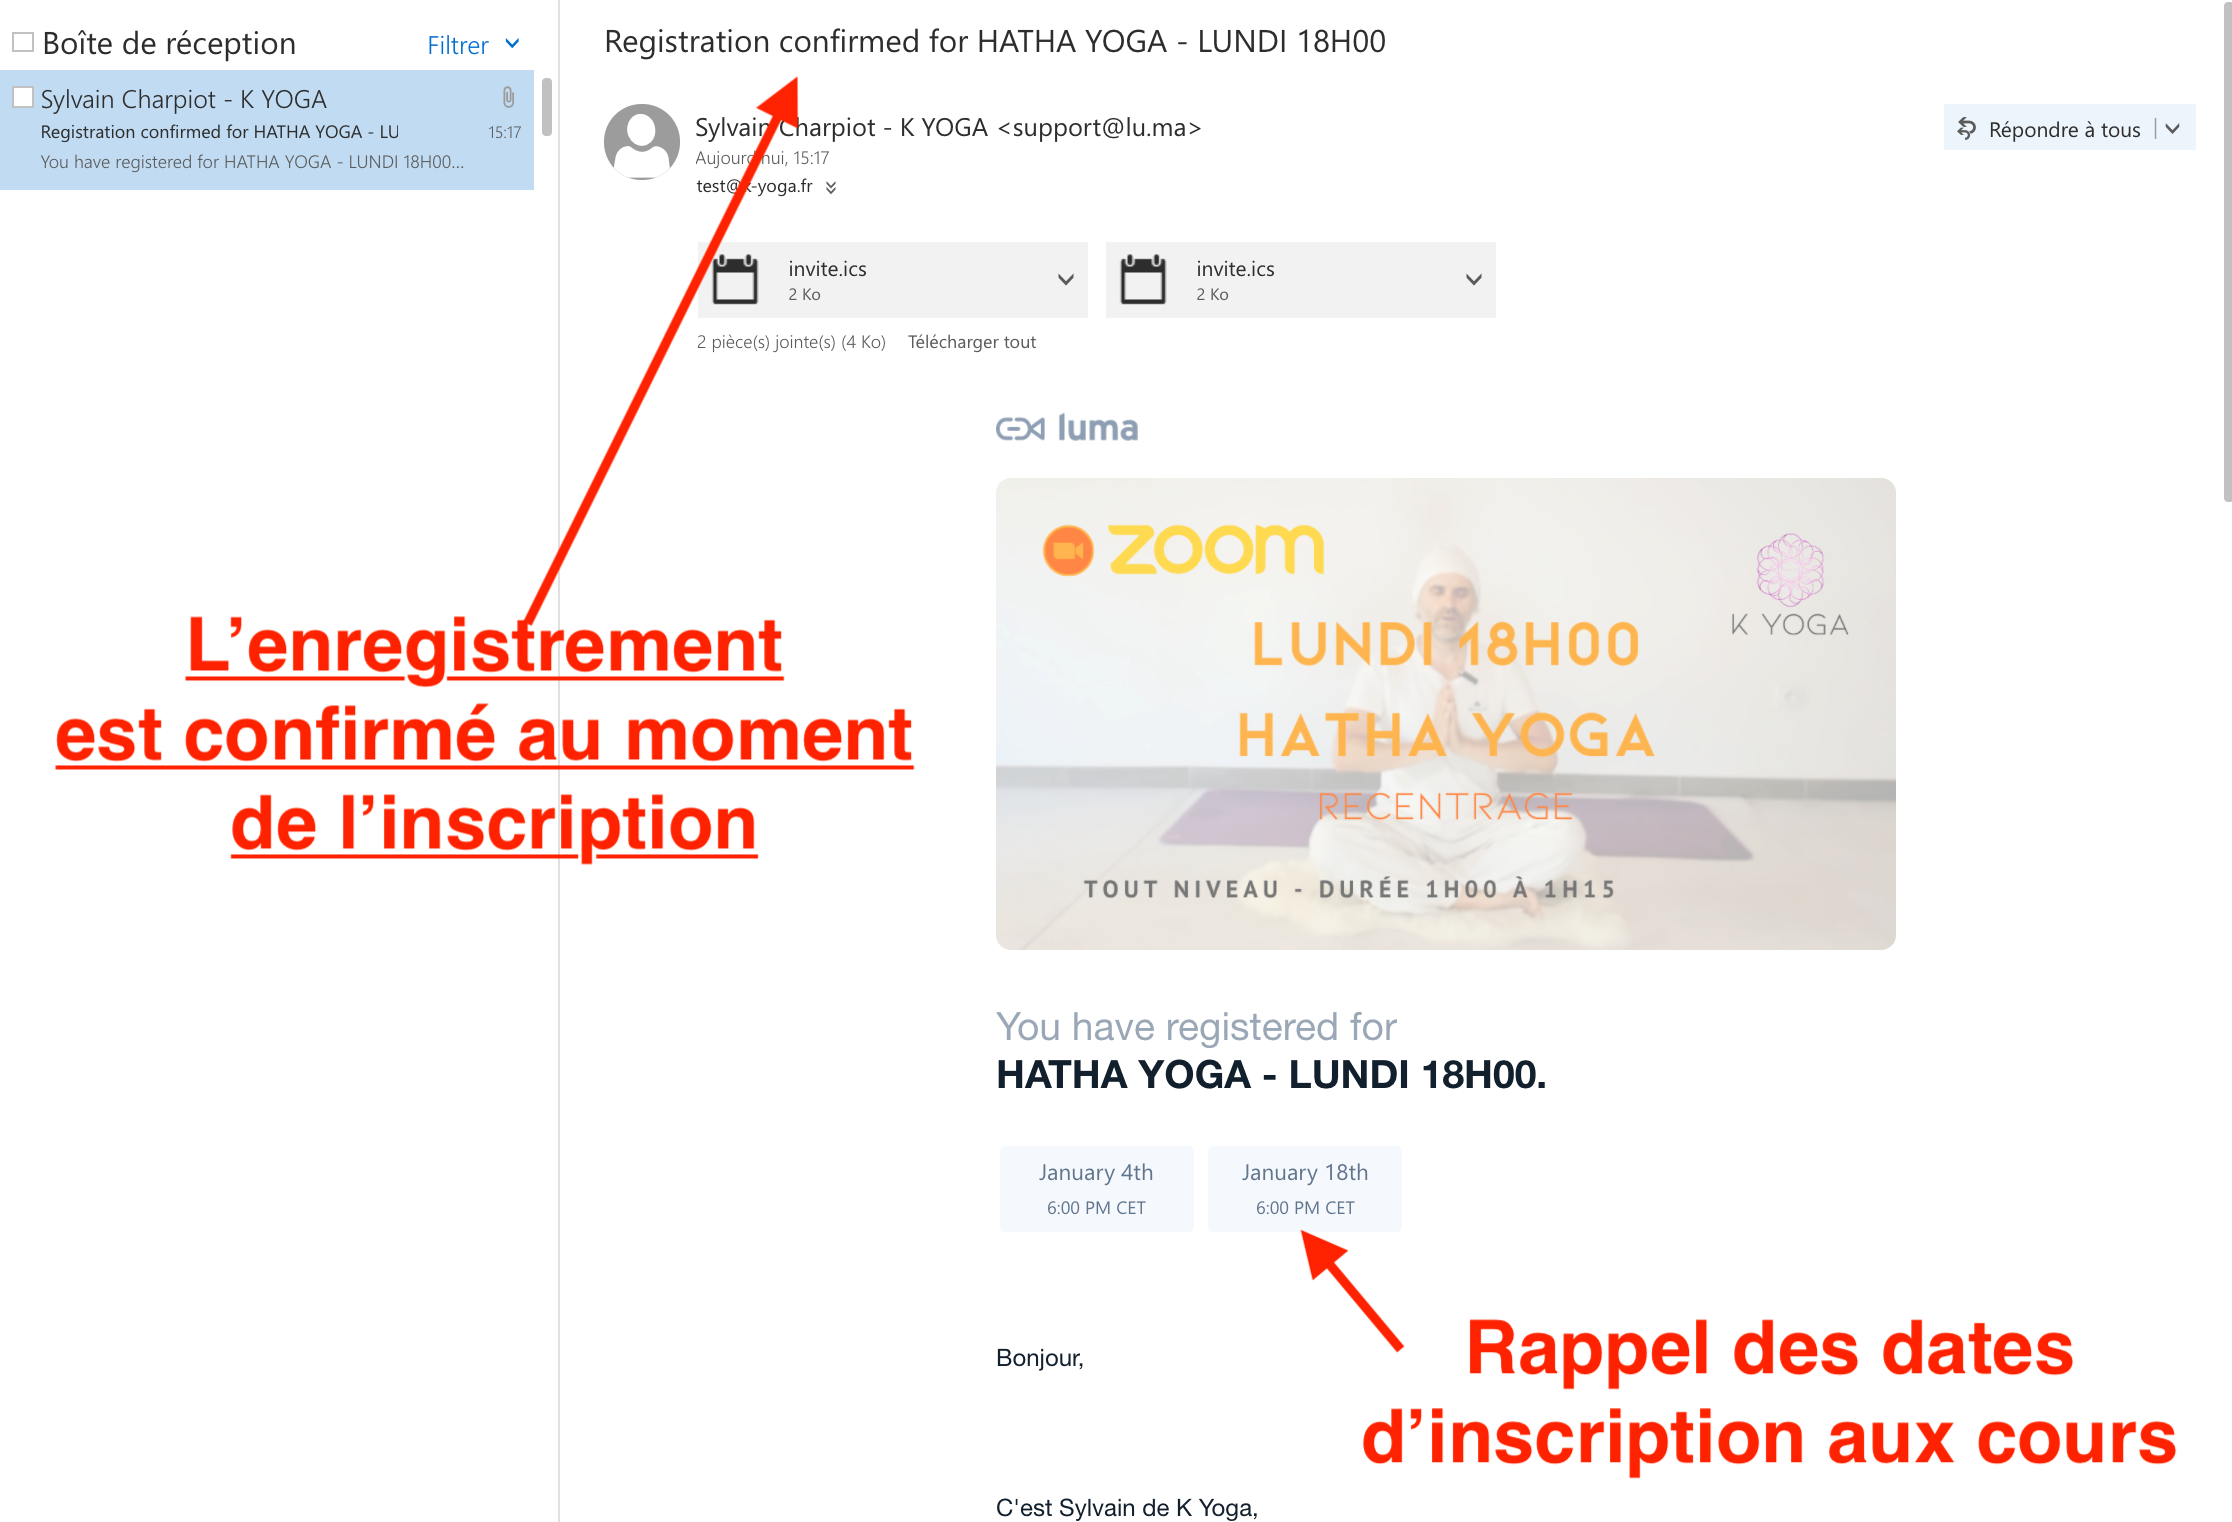 Boîte de réception
Filtrer
Sylvain Charpiot - K YOGA
Registration confirmed for HATHA YOGA - LU
15:17
You have registered for HATHA YOGA - LUNDI 18H00...
Registration confirmed for HATHA YOGA - LUNDI 18H00
Sylvain Charpiot - K YOGA <support@lu.ma>
Aujourd'hui, 15:17
test@k-yoga.fr
Répondre à tous
invite.ics
2 Ko
invite.ics
2 Ko
2 pièce(s) jointe(s) (4 Ko) Télécharger tout
luma
zoom
K YOGA
LUNDI 18H00
HATHA YOGA
RECENTRAGE
TOUT NIVEAU - DURÉE 1H00 À 1H15
L’enregistrement
est confirmé au moment
de l’inscription
You have registered for
HATHA YOGA - LUNDI 18H00.
January 4th
6:00 PM CET
January 18th
6:00 PM CET
Rappel des dates
d’inscription aux cours
Bonjour,
C'est Sylvain de K Yoga,